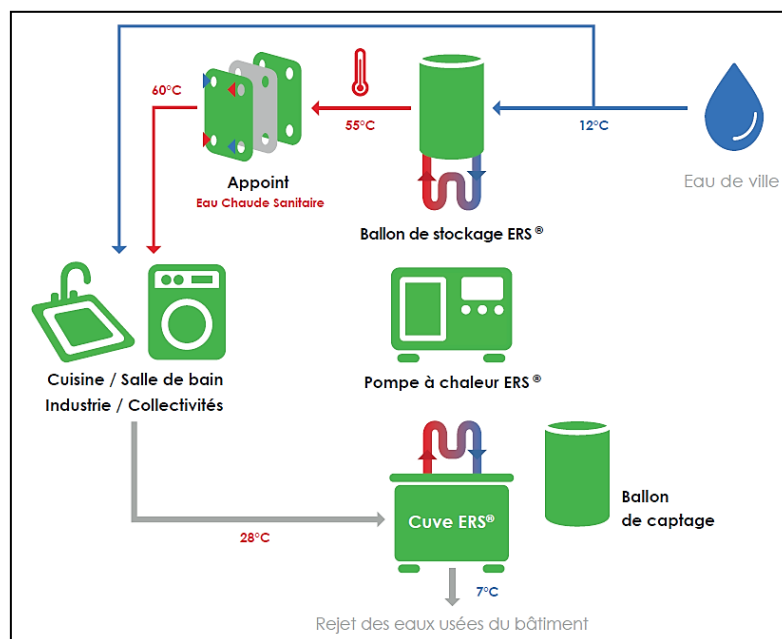 60°C
55°C
12°C
Appoint
Eau Chaude Sanitaire
Eau de ville
Ballon de stockage ERS ®
Cuisine / Salle de bain
Industrie / Collectivités
Pompe à chaleur ERS ®
Cuve ERS®
Ballon
de captage
28°C
7°C
Rejet des eaux usées du bâtiment